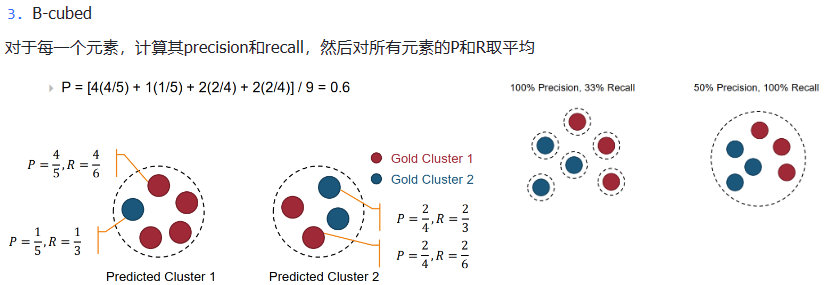 3. B-cubed
对于每一个元素，计算其precision和recall，然后对所有元素的P和R取平均
P = [4(4/5) + 1(1/5) + 2(2/4) + 2(2/4)] / 9 = 0.6
100% Precision, 33% Recall
50% Precision, 100% Recall
Gold Cluster 1
Gold Cluster 2
P = 4/5, R = 4/6
P = 1/5, R = 1/3
P = 2/4, R = 2/3
P = 2/4, R = 2/6
Predicted Cluster 1
Predicted Cluster 2